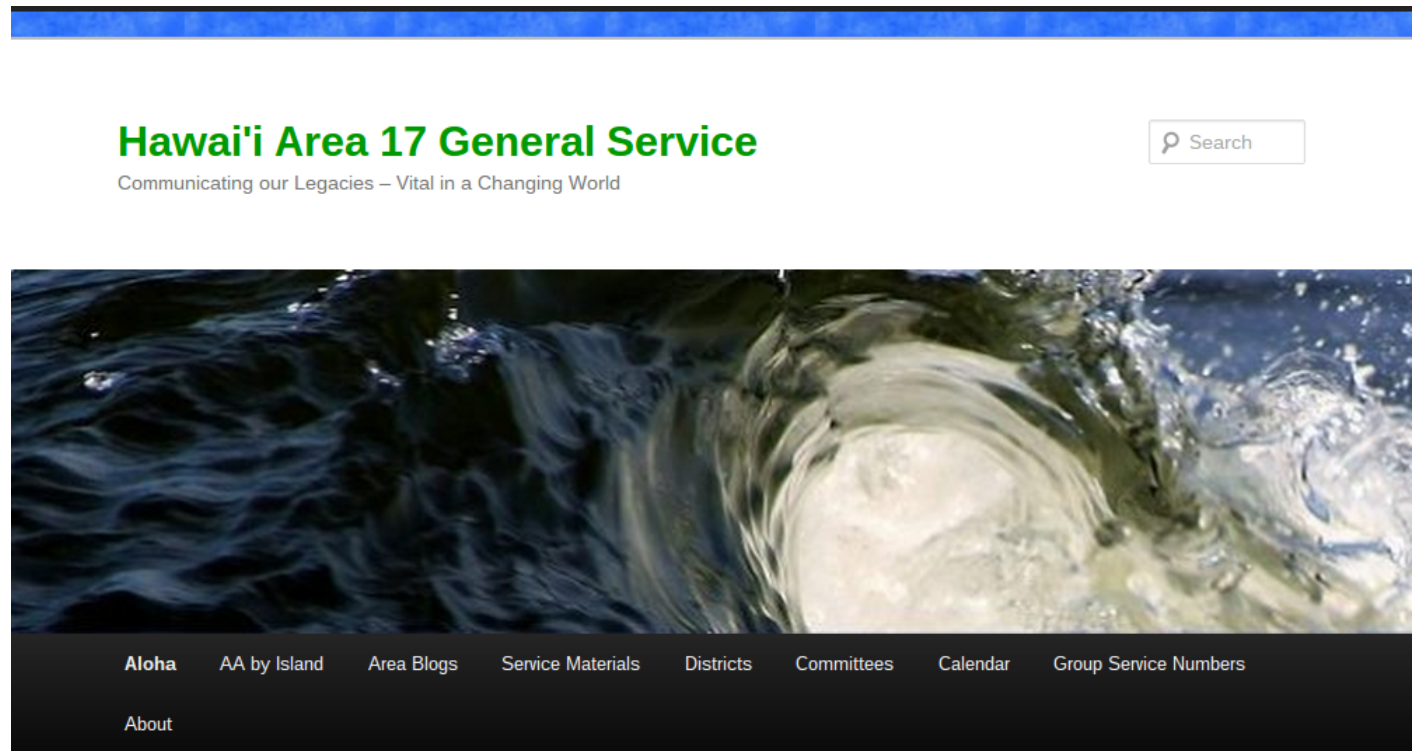 Hawai'i Area 17 General Service
Search
Communicating our Legacies – Vital in a Changing World
Aloha AA by Island Area Blogs Service Materials Districts Committees Calendar Group Service Numbers
About